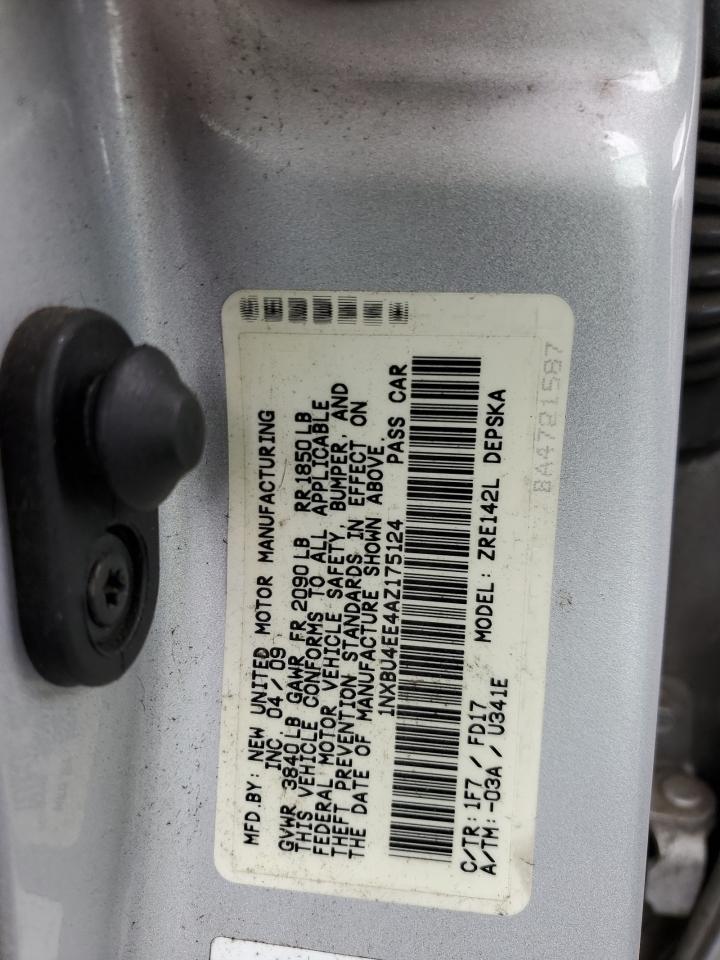 MFD.BY: NEW UNITED MOTOR MANUFACTURING
INC. 04/09
GVWR 3840LB GAWR FR 2090LB RR1850LB
THIS VEHICLE CONFORMS TO ALL APPLICABLE
FEDERAL MOTOR VEHICLE SAFETY, BUMPER, AND
THEFT PREVENTION STANDARDS IN EFFECT ON
THE DATE OF MANUFACTURE SHOWN ABOVE.
1NXBU4EE4AZ175124 PASS CAR
C/TR: 1F7 / FD17 MODEL: ZRE142L DEPSKA
A/TM: -03A / U341E
8A4721587